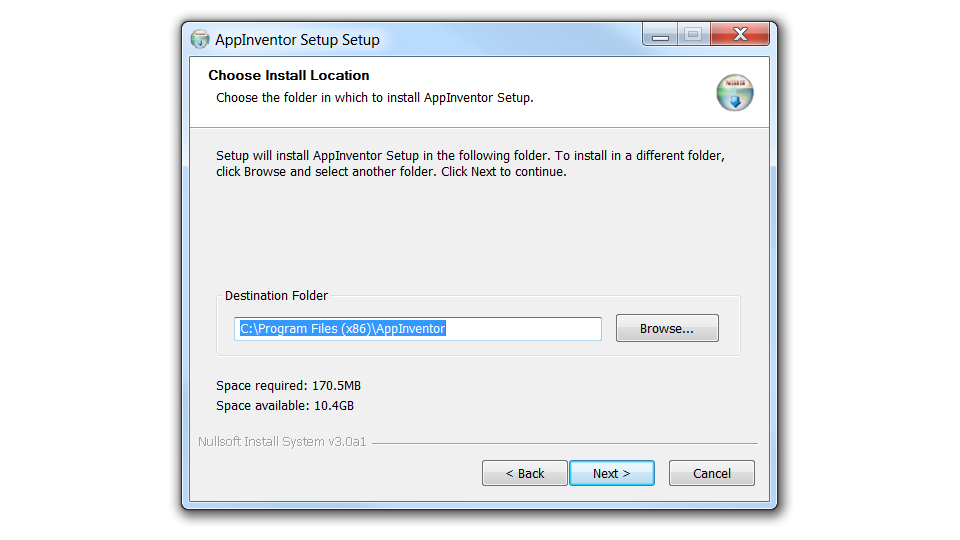 AppInventor Setup Setup
Choose Install Location
Choose the folder in which to install AppInventor Setup.
Setup will install AppInventor Setup in the following folder. To install in a different folder,
click Browse and select another folder. Click Next to continue.
Destination Folder
C:\Program Files (x86)\AppInventor
Browse...
Space required: 170.5MB
Space available: 10.4GB
Nullsoft Install System v3.0a1
< Back
Next >
Cancel